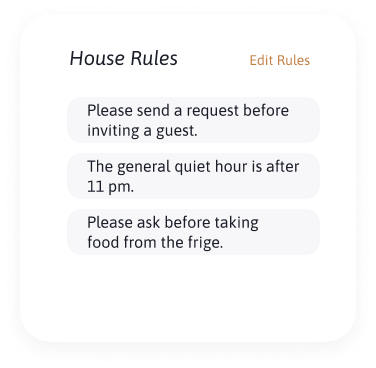 House Rules
Edit Rules
Please send a request before
inviting a guest.
The general quiet hour is after
11 pm.
Please ask before taking
food from the frige.